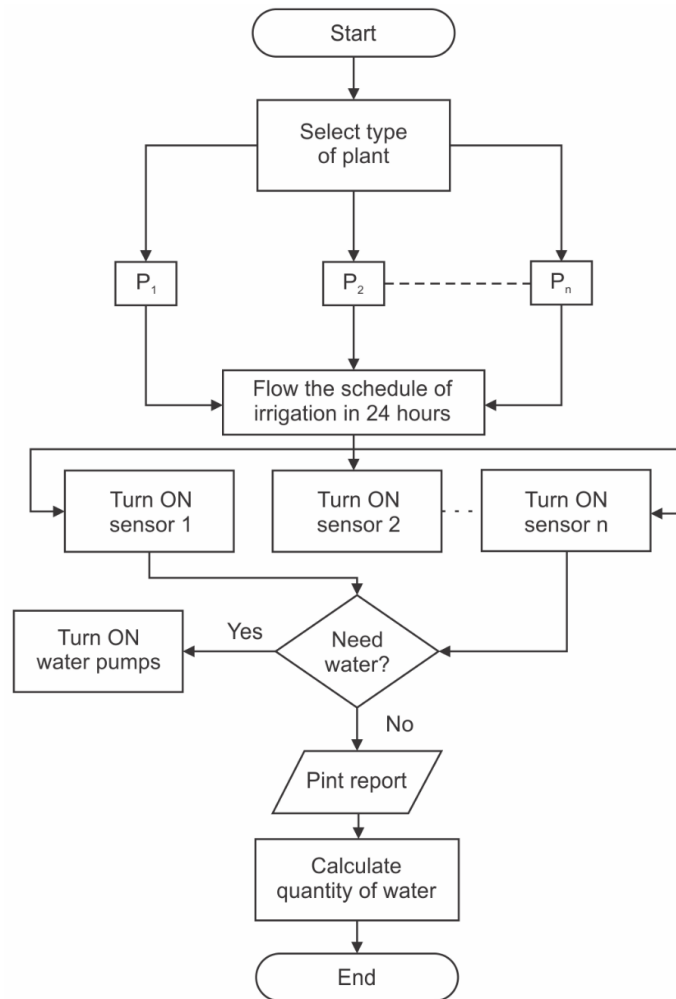 Start
Select type
of plant
P1
P2
Pn
Flow the schedule of
irrigation in 24 hours
Turn ON
sensor 1
Turn ON
sensor 2
Turn ON
sensor n
Turn ON
water pumps
Yes
Need
water?
No
Pint report
Calculate
quantity of water
End